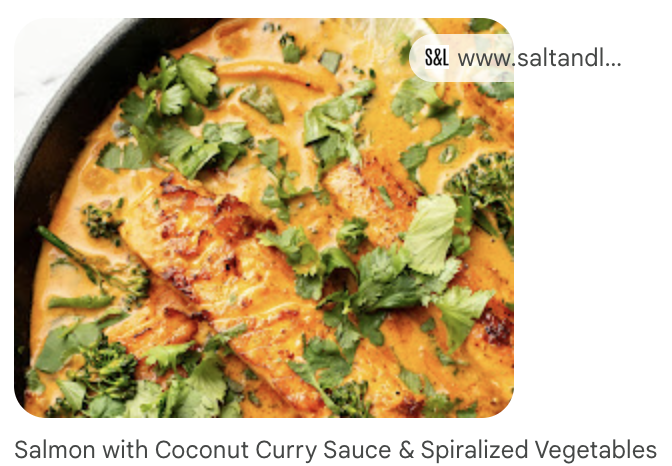 S&L www.saltandl...
Salmon with Coconut Curry Sauce & Spiralized Vegetables